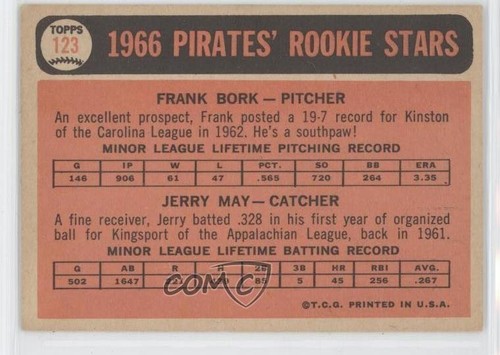 TOPPS
123
1966 PIRATES' ROOKIE STARS
FRANK BORK — PITCHER
An excellent prospect, Frank posted a 19-7 record for Kinston
of the Carolina League in 1962. He's a southpaw!
MINOR LEAGUE LIFETIME PITCHING RECORD
G IP W L PCT. SO BB ERA
146 906 61 47 .565 720 264 3.35
JERRY MAY—CATCHER
A fine receiver, Jerry batted .328 in his first year of organized
ball for Kingsport of the Appalachian League, back in 1961.
MINOR LEAGUE LIFETIME BATTING RECORD
G AB R H 2B 3B HR RBI AVG.
502 1647 85 5 45 256 .267
COMC
©T.C.G. PRINTED IN U.S.A.